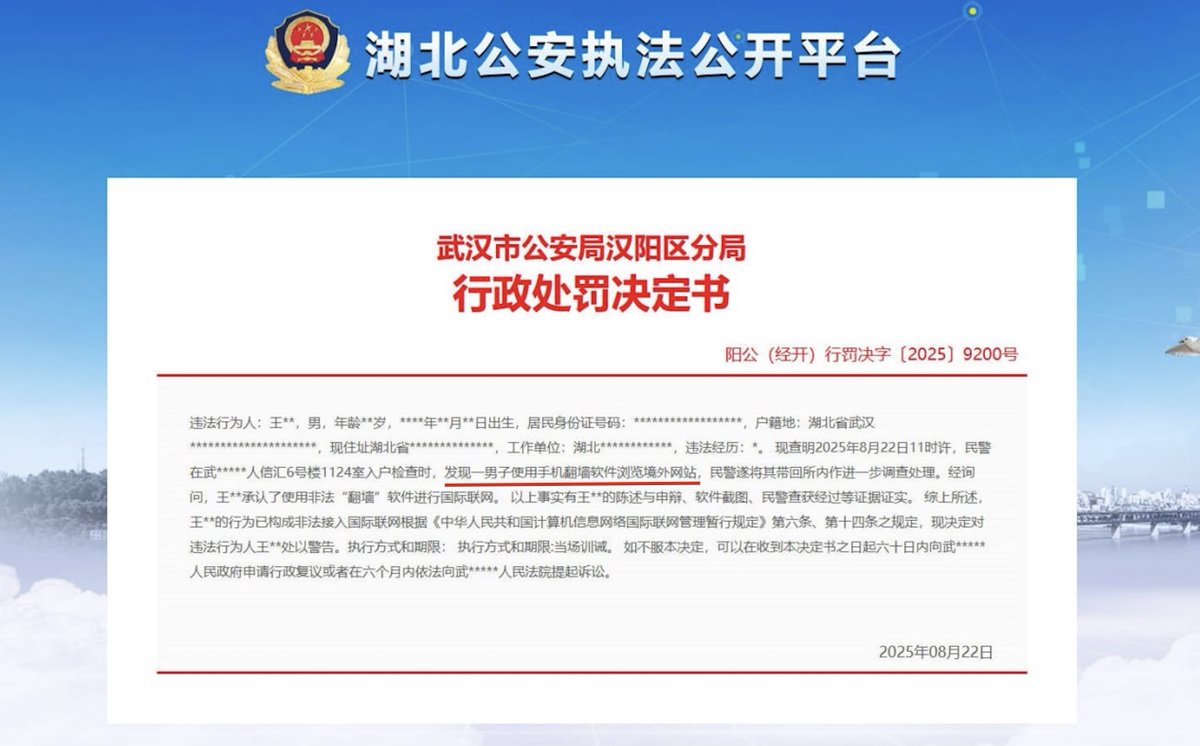 湖北公安执法公开平台
武汉市公安局汉阳区分局
行政处罚决定书
阳公（经开）行罚决字〔2025〕9200号
违法行为人：王**，男，年龄**岁，****年**月**日出生，居民身份证号码：******************，户籍地：湖北省武汉
*********************，现住址湖北省**************，工作单位：湖北************，违法经历：*。 现查明2025年8月22日11时许，民警
在武*****人信汇6号楼1124室入户检查时，发现一男子使用手机翻墙软件浏览境外网站，民警遂将其带回所内作进一步调查处理。经询
问，王**承认了使用非法“翻墙”软件进行国际联网。 以上事实有王**的陈述与申辩、软件截图、民警查获经过等证据证实。 综上所述，
王**的行为已构成非法接入国际联网根据《中华人民共和国计算机信息网络国际联网管理暂行规定》第六条、第十四条之规定，现决定对
违法行为人王**处以警告。执行方式和期限： 执行方式和期限:当场训诫。 如不服本决定，可以在收到本决定书之日起六十日内向武*****
人民政府申请行政复议或者在六个月内依法向武*****人民法院提起诉讼。
2025年08月22日